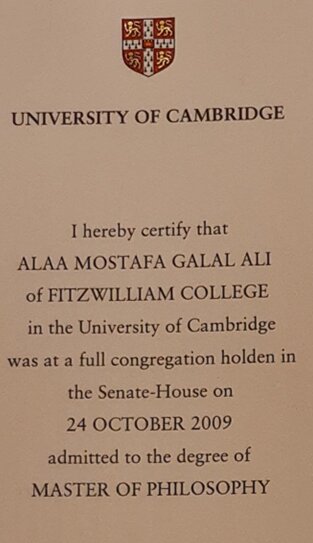 UNIVERSITY OF CAMBRIDGE
I hereby certify that
ALAA MOSTAFA GALAL ALI
of FITZWILLIAM COLLEGE
in the University of Cambridge
was at a full congregation holden in
the Senate-House on
24 OCTOBER 2009
admitted to the degree of
MASTER OF PHILOSOPHY